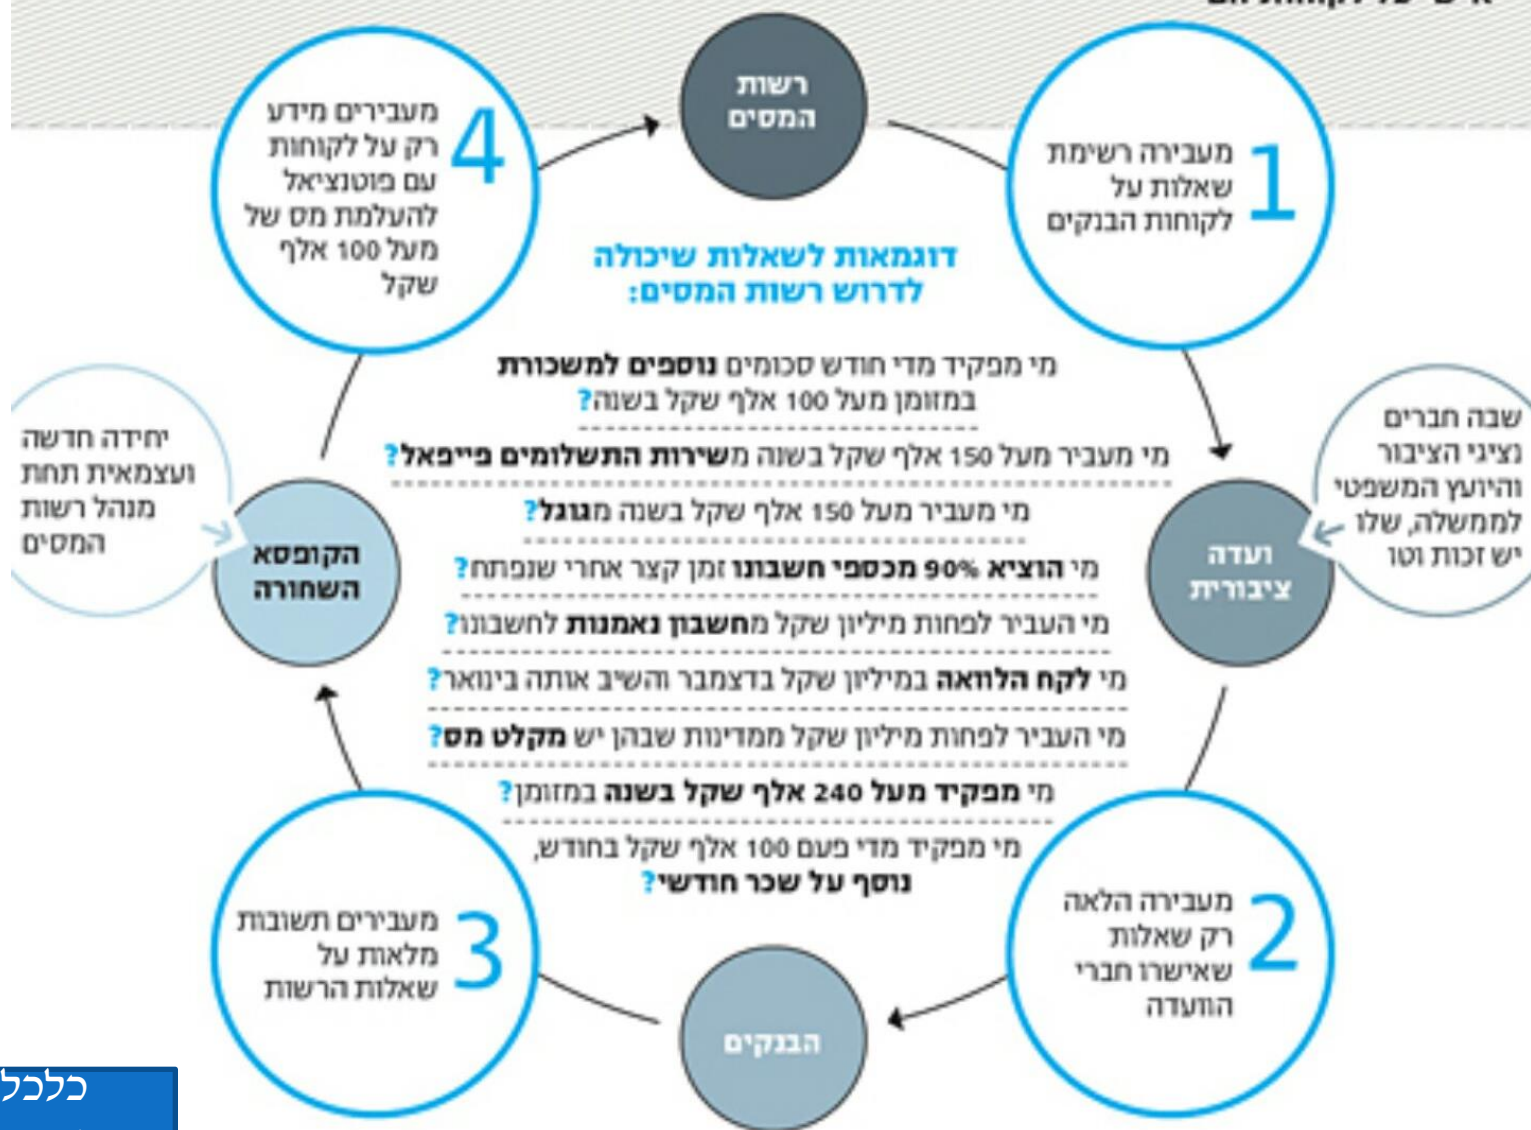 רשות
המסים
1
מעבירה רשימת
שאלות על
לקוחות הבנקים
שבה חברים
נציגי הציבור
והיועץ המשפטי
לממשלה, שלו
יש זכות וטו
ועדה
ציבורית
2
מעבירה הלאה
רק שאלות
שאישרו חברי
הוועדה
הבנקים
3
מעבירים תשובות
מלאות על
שאלות הרשות
יחידה חדשה
ועצמאית תחת
מנהל רשות
המסים
הקופסא
השחורה
4
מעבירים מידע
רק על לקוחות
עם פוטנציאל
להעלמת מס של
מעל 100 אלף
שקל
דוגמאות לשאלות שיכולה
לדרוש רשות המסים:
מי מפקיד מדי חודש סכומים נוספים למשכורת
במזומן מעל 100 אלף שקל בשנה?
מי מעביר מעל 150 אלף שקל בשנה משירות התשלומים פייפאל?
מי מעביר מעל 150 אלף שקל בשנה מגוגל?
מי הוציא 90% מכספי חשבונו זמן קצר אחרי שנפתח?
מי העביר לפחות מיליון שקל מחשבון נאמנות לחשבונו?
מי לקח הלוואה במיליון שקל בדצמבר והשיב אותה בינואר?
מי העביר לפחות מיליון שקל ממדינות שבהן יש מקלט מס?
מי מפקיד מעל 240 אלף שקל בשנה במזומן?
מי מפקיד מדי פעם 100 אלף שקל בחודש,
נוסף על שכר חודשי?